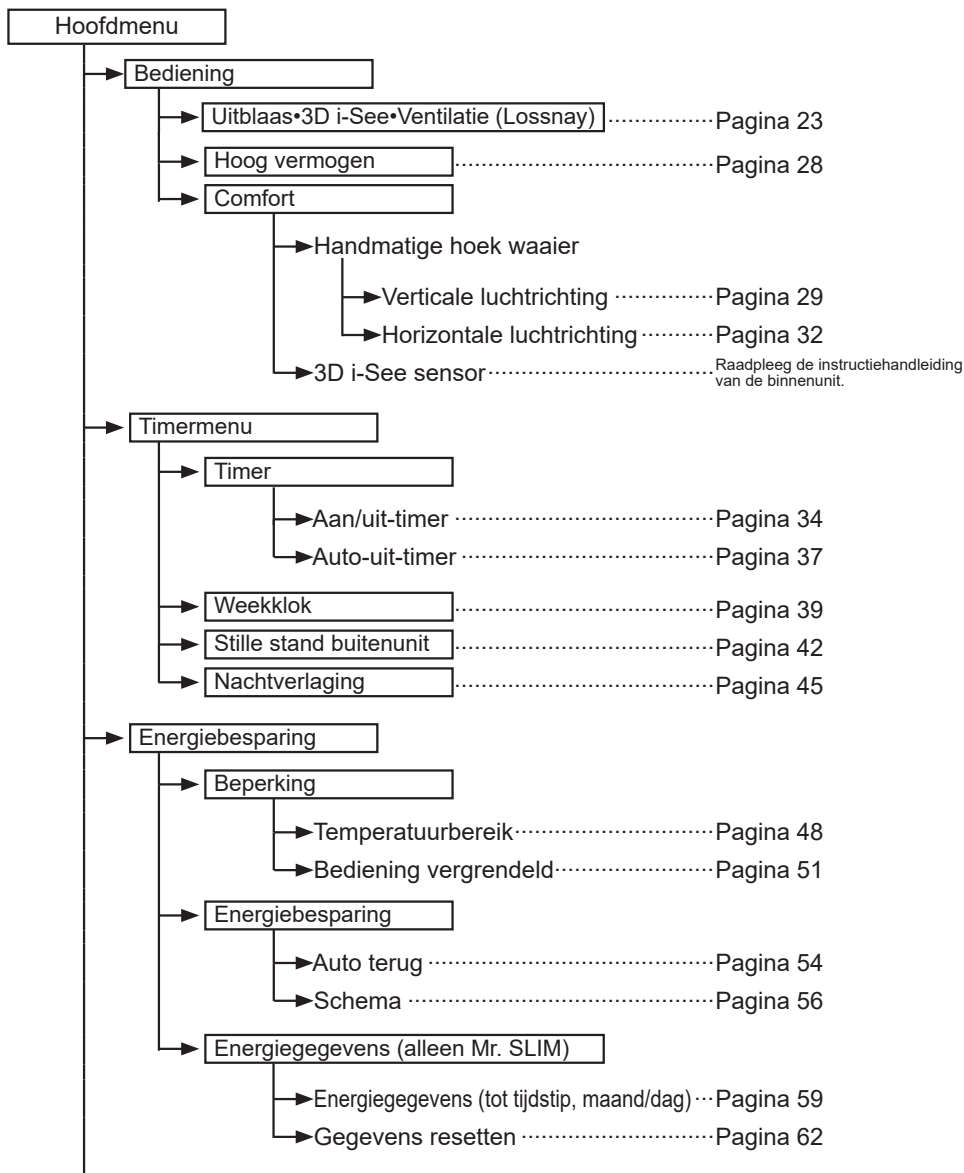 Hoofdmenu
Bediening
Uitblaas•3D i-See•Ventilatie (Lossnay) ··············· Pagina 23
Hoog vermogen ····································· Pagina 28
Comfort
Handmatige hoek waaier
Verticale luchtrichting ·············· Pagina 29
Horizontale luchtrichting ·········· Pagina 32
3D i-See sensor ································ Raadpleeg de instructiehandleiding
van de binnenunit.
Timermenu
Timer
Aan/uit-timer ····································· Pagina 34
Auto-uit-timer ···································· Pagina 37
Weekklok ····································· Pagina 39
Stille stand buitenunit ····································· Pagina 42
Nachtverlaging ····································· Pagina 45
Energiebesparing
Beperking
Temperatuurbereik ····························· Pagina 48
Bediening vergrendeld ······················· Pagina 51
Energiebesparing
Auto terug ········································· Pagina 54
Schema ············································ Pagina 56
Energiegegevens (alleen Mr. SLIM)
Energiegegevens (tot tijdstip, maand/dag) ··· Pagina 59
Gegevens resetten ···························· Pagina 62